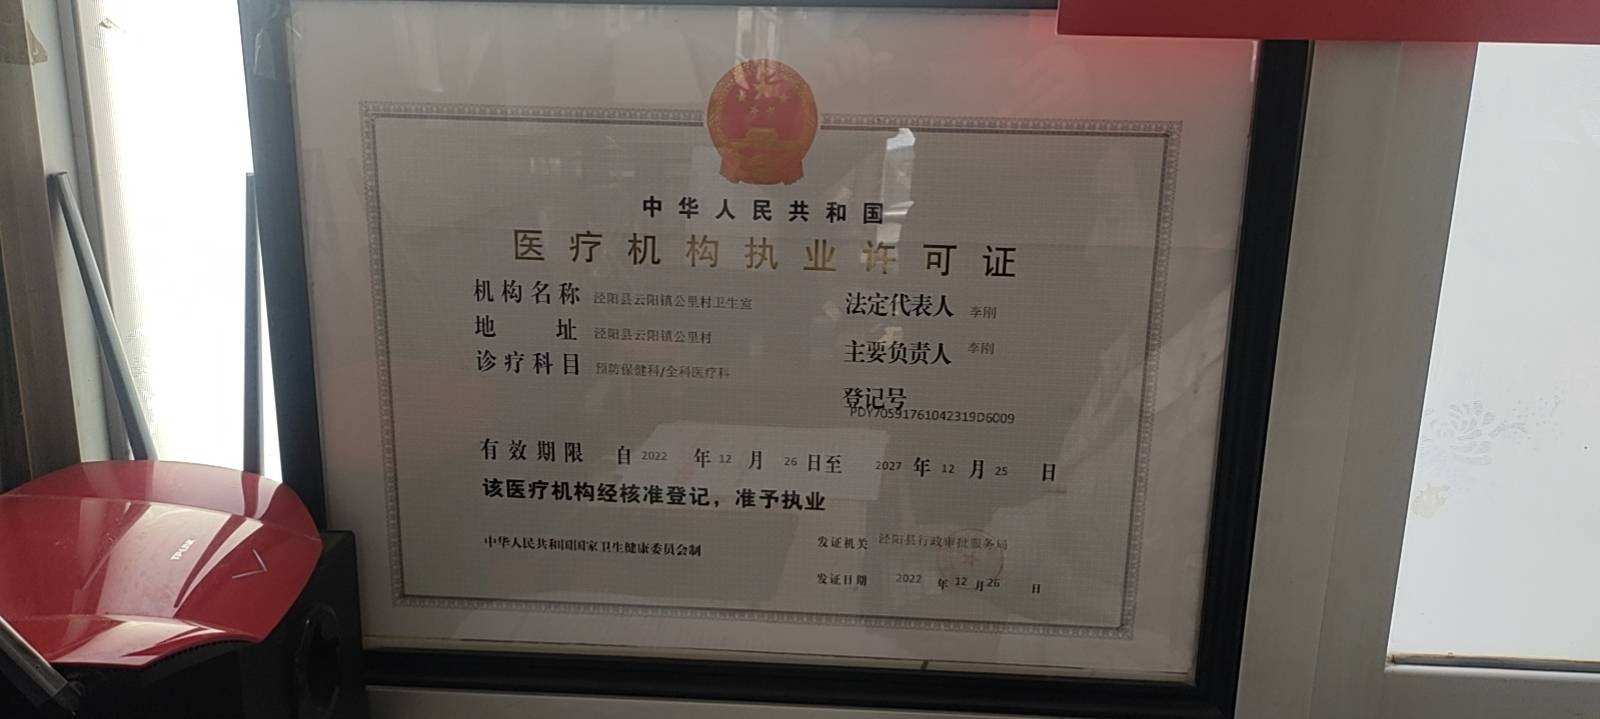 中华人民共和国
医疗机构执业许可证
机构名称 泾阳县云阳镇公里村卫生室
法定代表人 李刚
地址 泾阳县云阳镇公里村
主要负责人 李刚
诊疗科目 预防保健科/全科医疗科
登记号
PDY70591761042319D6009
有效期限 自 2022 年 12 月 26 日至 2027 年 12 月 25 日
该医疗机构经核准登记，准予执业
中华人民共和国国家卫生健康委员会制
发证机关 泾阳县行政审批服务局
发证日期 2022 年 12 月 26 日
TP-LINK